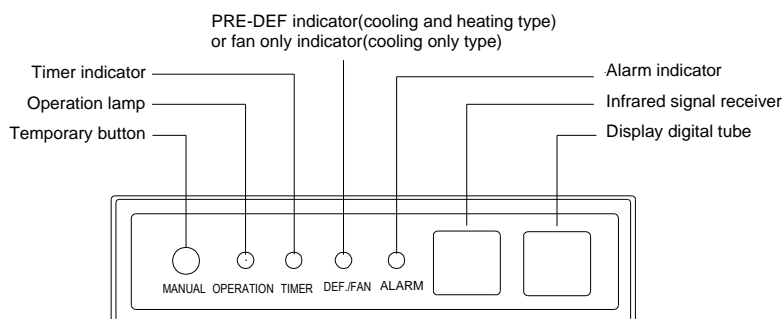 PRE-DEF indicator(cooling and heating type)
or fan only indicator(cooling only type)
Timer indicator
Operation lamp
Temporary button
Alarm indicator
Infrared signal receiver
Display digital tube
MANUAL OPERATION TIMER DEF./FAN ALARM